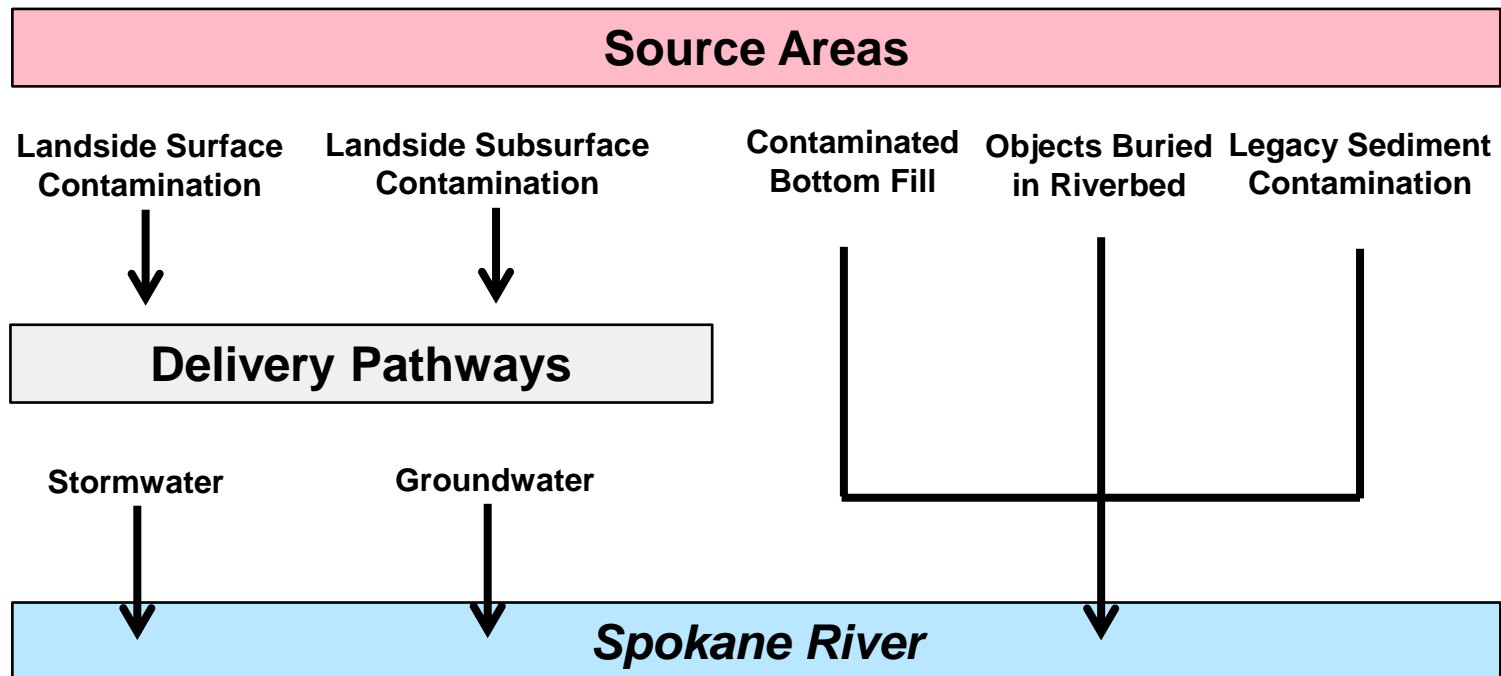 Source Areas
Landside Surface
Contamination
Landside Subsurface
Contamination
Contaminated
Bottom Fill
Objects Buried
in Riverbed
Legacy Sediment
Contamination
Delivery Pathways
Stormwater
Groundwater
Spokane River